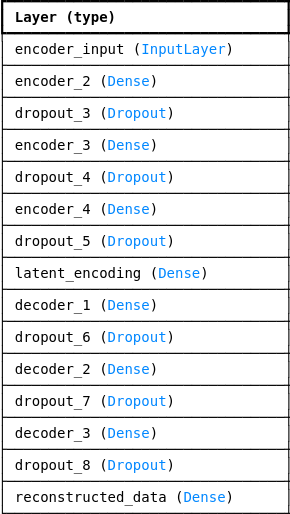 Layer (type)
encoder_input (InputLayer)
encoder_2 (Dense)
dropout_3 (Dropout)
encoder_3 (Dense)
dropout_4 (Dropout)
encoder_4 (Dense)
dropout_5 (Dropout)
latent_encoding (Dense)
decoder_1 (Dense)
dropout_6 (Dropout)
decoder_2 (Dense)
dropout_7 (Dropout)
decoder_3 (Dense)
dropout_8 (Dropout)
reconstructed_data (Dense)